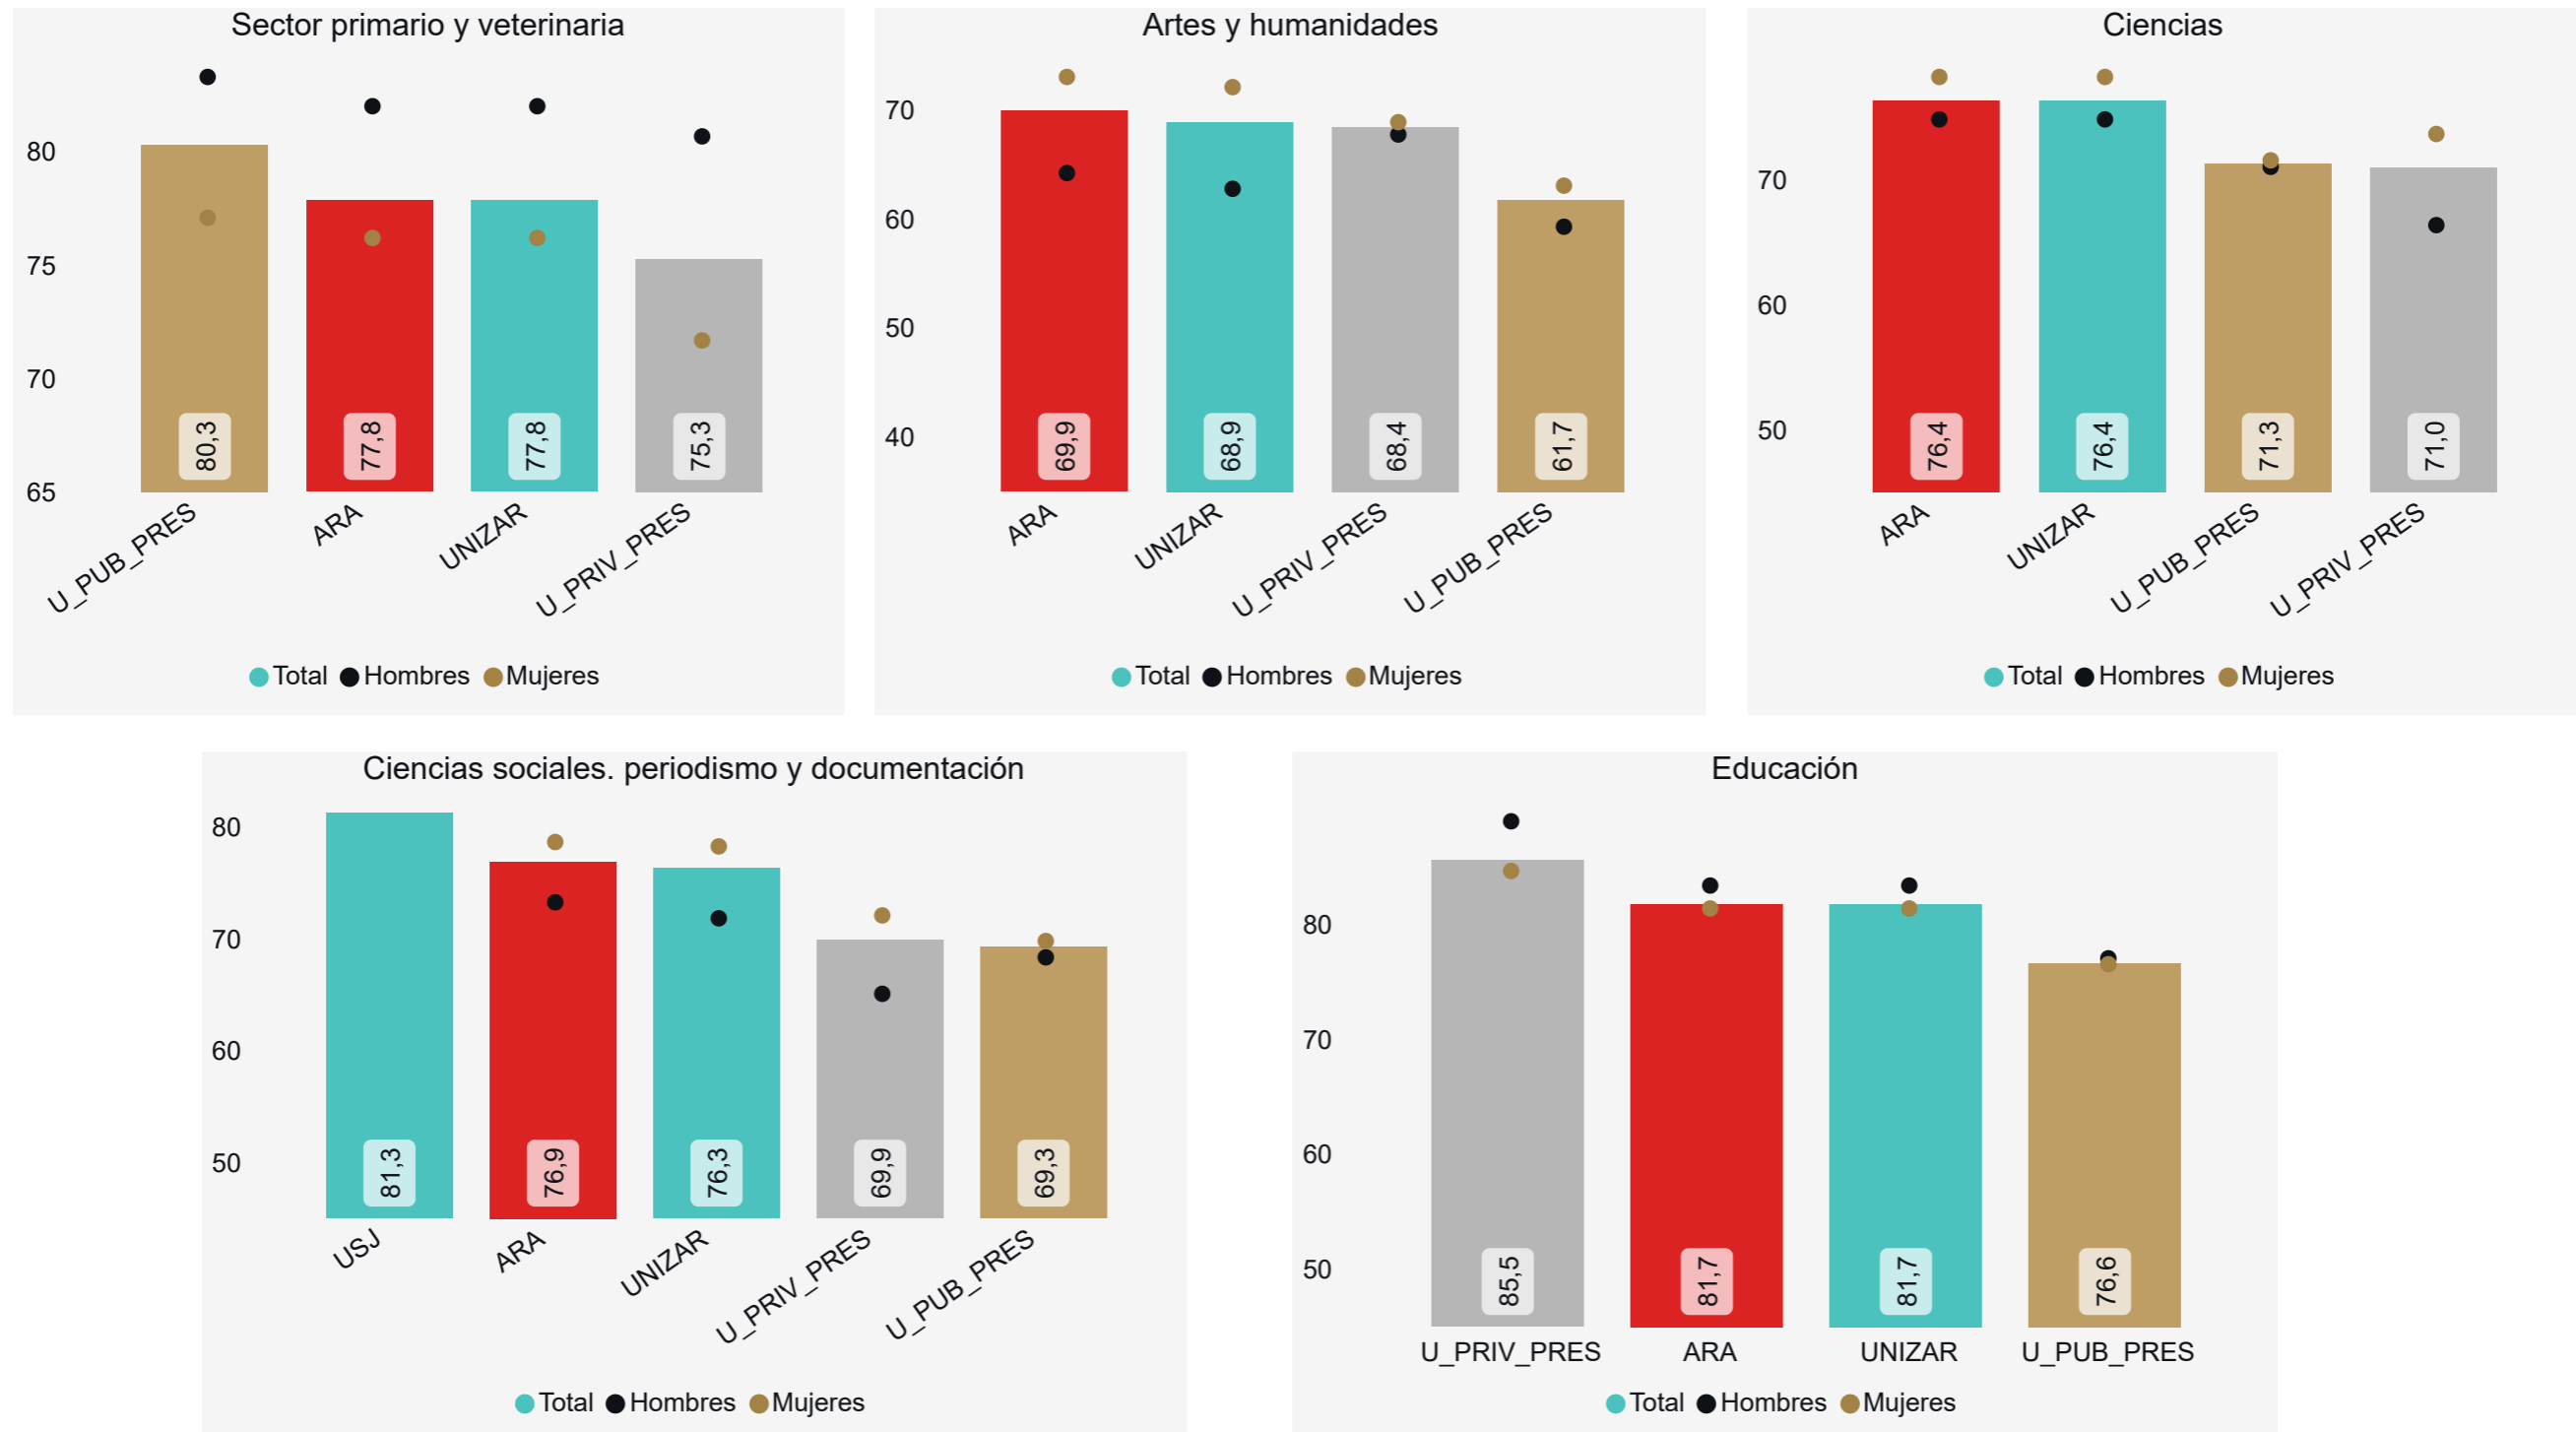 Sector primario y veterinaria
80
75
70
65
80,3
77,8
77,8
75,3
U_PUB_PRES
ARA
UNIZAR
U_PRIV_PRES
Total Hombres Mujeres
Artes y humanidades
70
60
50
40
69,9
68,9
68,4
61,7
ARA
UNIZAR
U_PRIV_PRES
U_PUB_PRES
Total Hombres Mujeres
Ciencias
70
60
50
76,4
76,4
71,3
71,0
ARA
UNIZAR
U_PUB_PRES
U_PRIV_PRES
Total Hombres Mujeres
Ciencias sociales. periodismo y documentación
80
70
60
50
81,3
76,9
76,3
69,9
69,3
USJ
ARA
UNIZAR
U_PRIV_PRES
U_PUB_PRES
Total Hombres Mujeres
Educación
80
70
60
50
85,5
81,7
81,7
76,6
U_PRIV_PRES
ARA
UNIZAR
U_PUB_PRES
Total Hombres Mujeres